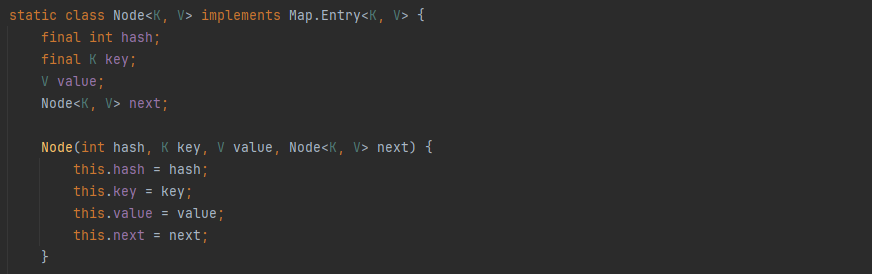 static class Node<K, V> implements Map.Entry<K, V> {
    final int hash;
    final K key;
    V value;
    Node<K, V> next;

    Node(int hash, K key, V value, Node<K, V> next) {
        this.hash = hash;
        this.key = key;
        this.value = value;
        this.next = next;
    }